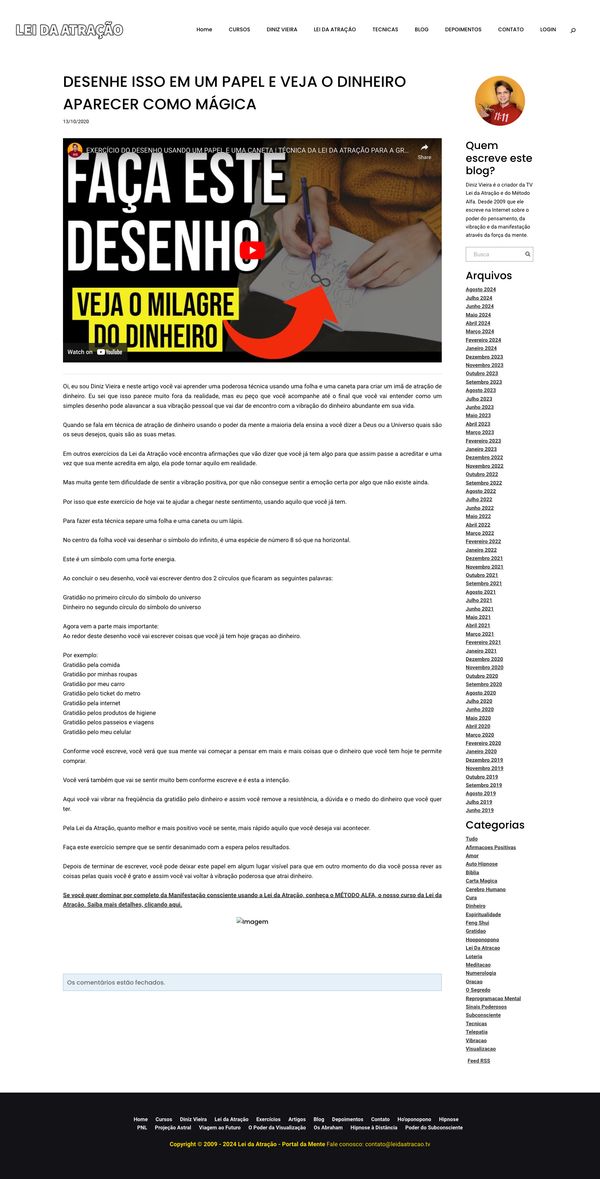 LEI DA ATRAÇÃO
Home CURSOS DINIZ VIEIRA LEI DA ATRAÇÃO TECNICAS BLOG DEPOIMENTOS CONTATO LOGIN
DESENHE ISSO EM UM PAPEL E VEJA O DINHEIRO
APARECER COMO MÁGICA
13/10/2020
EXERCÍCIO DO DESENHO USANDO UM PAPEL E UMA CANETA | TÉCNICA DA LEI DA ATRAÇÃO PARA A GR...
Share
FAÇA ESTE
DESENHO
VEJA O MILAGRE
DO DINHEIRO
Watch on YouTube
Oi, eu sou Diniz Vieira e neste artigo você vai aprender uma poderosa técnica usando uma folha e uma caneta para criar um imã de atração de
dinheiro. Eu sei que isso parece muito fora da realidade, mas eu peço que você acompanhe até o final que você vai entender como um
simples desenho pode alavancar a sua vibração pessoal que vai dar de encontro com a vibração do dinheiro abundante em sua vida.
Quando se fala em técnica de atração de dinheiro usando o poder da mente a maioria dela ensina a você dizer a Deus ou a Universo quais são
os seus desejos, quais são as suas metas.
Em outros exercícios da Lei da Atração você encontra afirmações que vão dizer que você já tem algo para que assim passe a acreditar e uma
vez que sua mente acredita em algo, ela pode tornar aquilo em realidade.
Mas muita gente tem dificuldade de sentir a vibração positiva, por que não consegue sentir a emoção certa por algo que não existe ainda.
Por isso que este exercício de hoje vai te ajudar a chegar neste sentimento, usando aquilo que você já tem.
Para fazer esta técnica separe uma folha e uma caneta ou um lápis.
No centro da folha você vai desenhar o símbolo do infinito, é uma espécie de número 8 só que na horizontal.
Este é um símbolo com uma forte energia.
Ao concluir o seu desenho, você vai escrever dentro dos 2 círculos que ficaram as seguintes palavras:
Gratidão no primeiro círculo do símbolo do universo
Dinheiro no segundo círculo do símbolo do universo
Agora vem a parte mais importante:
Ao redor deste desenho você vai escrever coisas que você já tem hoje graças ao dinheiro.
Por exemplo:
Gratidão pela comida
Gratidão por minhas roupas
Gratidão por meu carro
Gratidão pelo ticket do metro
Gratidão pela internet
Gratidão pelos produtos de higiene
Gratidão pelos passeios e viagens
Gratidão pelo meu celular
Conforme você escreve, você verá que sua mente vai começar a pensar em mais e mais coisas que o dinheiro que você tem hoje te permite
comprar.
Você verá também que vai se sentir muito bem conforme escreve e é esta a intenção.
Aqui você vai vibrar na freqüência da gratidão pelo dinheiro e assim você remove a resistência, a dúvida e o medo do dinheiro que você quer
ter.
Pela Lei da Atração, quanto melhor e mais positivo você se sente, mais rápido aquilo que você deseja vai acontecer.
Faça este exercício sempre que se sentir desanimado com a espera pelos resultados.
Depois de terminar de escrever, você pode deixar este papel em algum lugar visível para que em outro momento do dia você possa rever as
coisas pelas quais você é grato e assim você vai voltar à vibração poderosa que atrai dinheiro.
Se você quer dominar por completo da Manifestação consciente usando a Lei da Atração, conheça o MÉTODO ALFA, o nosso curso da Lei da
Atração. Saiba mais detalhes, clicando aqui.
Imagem
Os comentários estão fechados.
11:11
Quem
escreve este
blog?
Diniz Vieira é o criador da TV
Lei da Atração e do Método
Alfa. Desde 2009 que ele
escreve na Internet sobre o
poder do pensamento, da
vibração e da manifestação
através da força da mente.
Busca
Arquivos
Agosto 2024
Julho 2024
Junho 2024
Maio 2024
Abril 2024
Março 2024
Fevereiro 2024
Janeiro 2024
Dezembro 2023
Novembro 2023
Outubro 2023
Setembro 2023
Agosto 2023
Julho 2023
Junho 2023
Maio 2023
Abril 2023
Março 2023
Fevereiro 2023
Janeiro 2023
Dezembro 2022
Novembro 2022
Outubro 2022
Setembro 2022
Agosto 2022
Julho 2022
Junho 2022
Maio 2022
Abril 2022
Março 2022
Fevereiro 2022
Janeiro 2022
Dezembro 2021
Novembro 2021
Outubro 2021
Setembro 2021
Agosto 2021
Julho 2021
Junho 2021
Maio 2021
Abril 2021
Março 2021
Fevereiro 2021
Janeiro 2021
Dezembro 2020
Novembro 2020
Outubro 2020
Setembro 2020
Agosto 2020
Julho 2020
Junho 2020
Maio 2020
Abril 2020
Março 2020
Fevereiro 2020
Janeiro 2020
Dezembro 2019
Novembro 2019
Outubro 2019
Setembro 2019
Agosto 2019
Julho 2019
Junho 2019
Categorias
Tudo
Afirmacoes Positivas
Amor
Auto Hipnose
Biblia
Carta Magica
Cerebro Humano
Cura
Dinheiro
Espiritualidade
Feng Shui
Gratidao
Hooponopono
Lei Da Atracao
Loteria
Meditacao
Numerologia
Oracao
O Segredo
Reprogramacao Mental
Sinais Poderosos
Subconsciente
Tecnicas
Telepatia
Vibracao
Visualizacao
Feed RSS
Home Cursos Diniz Vieira Lei da Atração Exercícios Artigos Blog Depoimentos Contato Ho'oponopono Hipnose
PNL Projeção Astral Viagem ao Futuro O Poder da Visualização Os Abraham Hipnose à Distância Poder do Subconsciente
Copyright © 2009 - 2024 Lei da Atração - Portal da Mente Fale conosco: contato@leidaatracao.tv